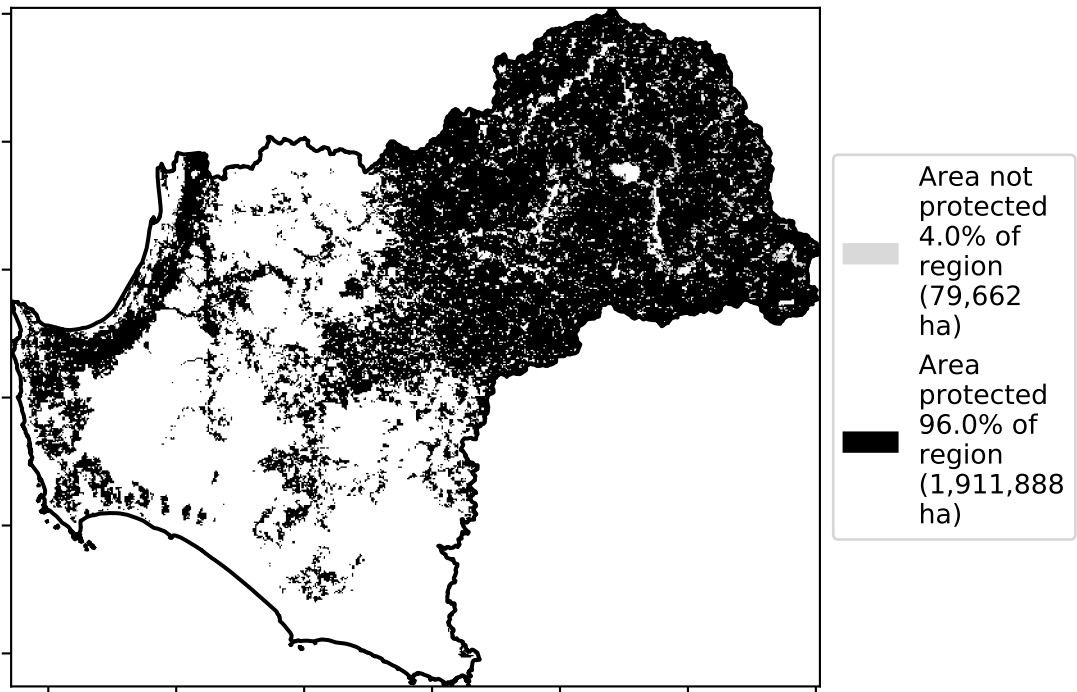 Area not
protected
4.0% of
region
(79,662
ha)
Area
protected
96.0% of
region
(1,911,888
ha)